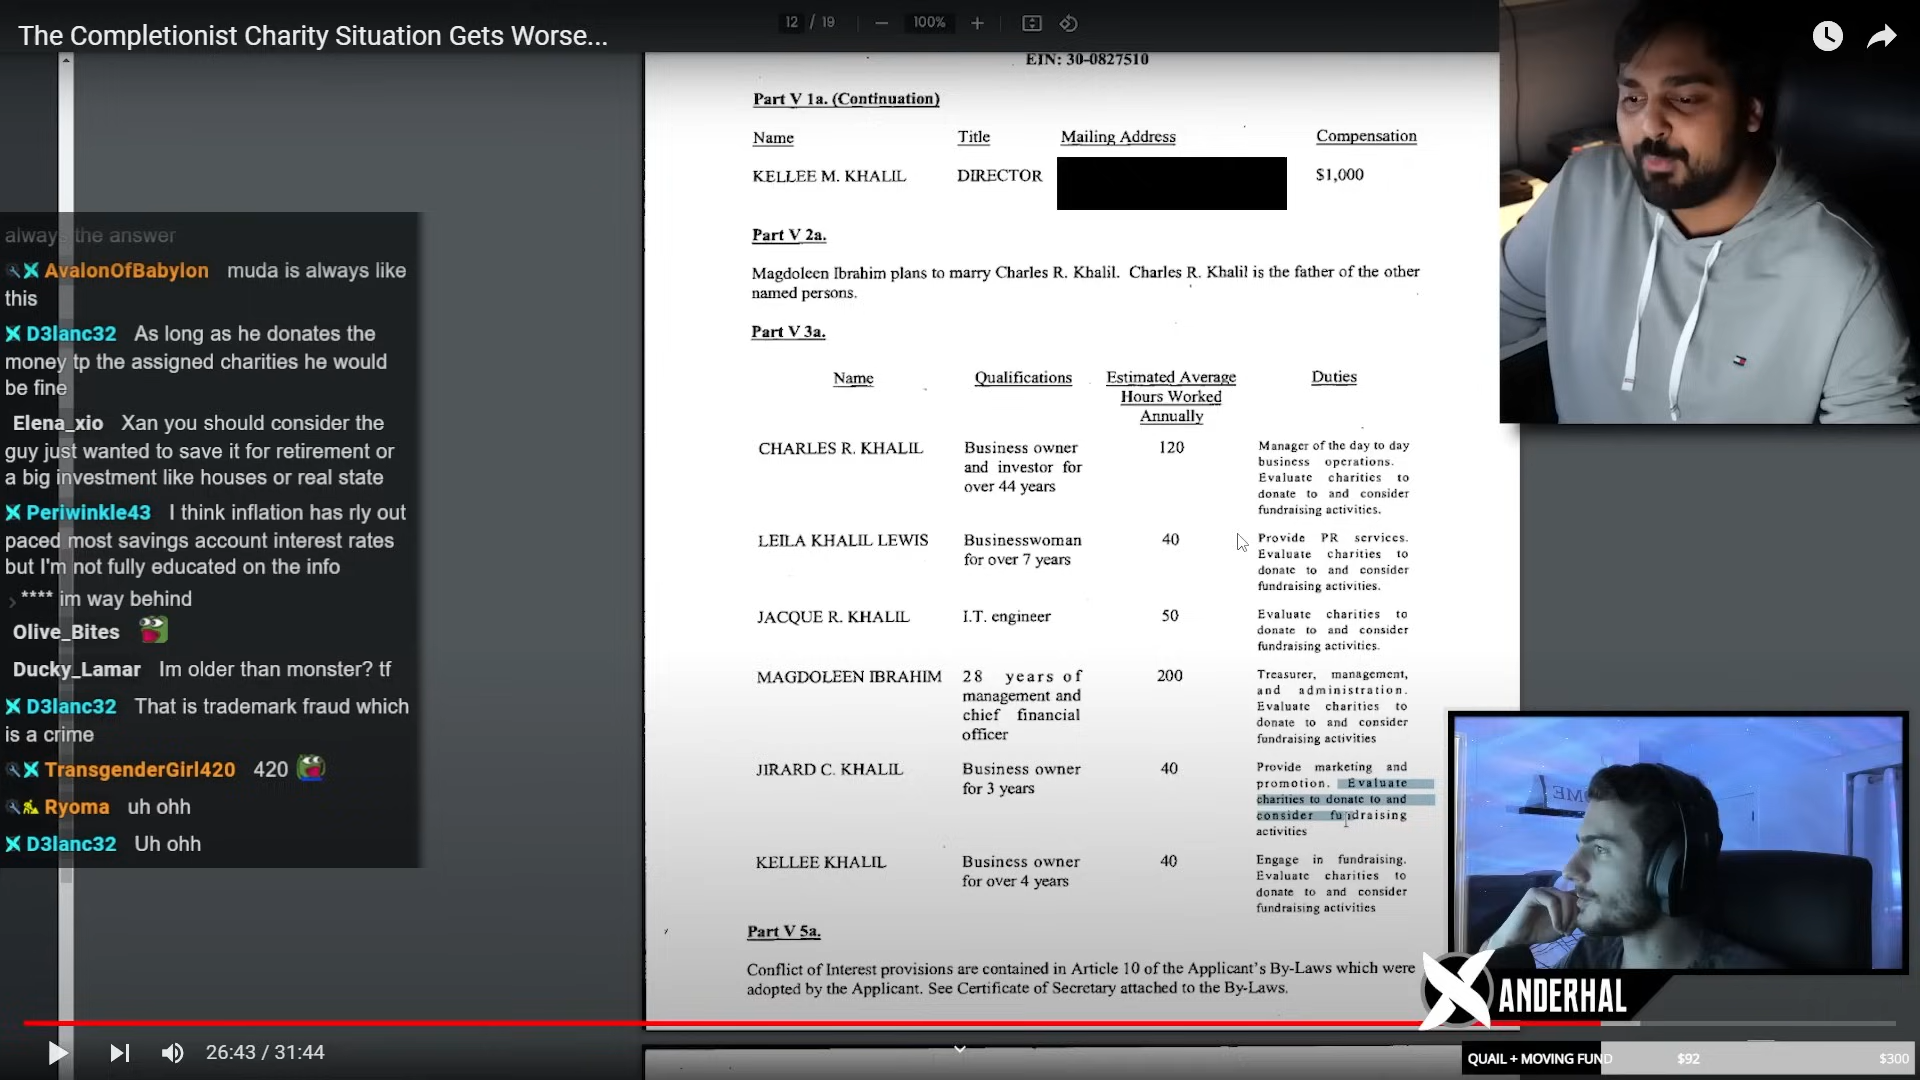 The Completionist Charity Situation Gets Worse...
12 / 19
100%
EIN: 30-0827510
Part V 1a. (Continuation)
Name Title Mailing Address Compensation
KELLEE M. KHALIL DIRECTOR $1,000
Part V 2a.
Magdoleen Ibrahim plans to marry Charles R. Khalil. Charles R. Khalil is the father of the other
named persons.
Part V 3a.
Name Qualifications Estimated Average Duties
Hours Worked
Annually
CHARLES R. KHALIL Business owner 120 Manager of the day to day
and investor for business operations.
over 44 years Evaluate charities to
donate to and consider
fundraising activities.
LEILA KHALIL LEWIS Businesswoman 40 Provide PR services.
for over 7 years Evaluate charities to
donate to and consider
fundraising activities.
JACQUE R. KHALIL I.T. engineer 50 Evaluate charities to
donate to and consider
fundraising activities.
MAGDOLEEN IBRAHIM 28 years of 200 Treasurer, management,
management and and administration.
chief financial Evaluate charities to
officer donate to and consider
fundraising activities
JIRARD C. KHALIL Business owner 40 Provide marketing and
for 3 years promotion. Evaluate
charities to donate to and
consider fundraising
activities
KELLEE KHALIL Business owner 40 Engage in fundraising.
for over 4 years Evaluate charities to
donate to and consider
fundraising activities
Part V 5a.
Conflict of Interest provisions are contained in Article 10 of the Applicant's By-Laws which were
adopted by the Applicant. See Certificate of Secretary attached to the By-Laws.
always the answer
AvalonOfBabylon muda is always like
this
D3lanc32 As long as he donates the
money tp the assigned charities he would
be fine
Elena_xio Xan you should consider the
guy just wanted to save it for retirement or
a big investment like houses or real state
Periwinkle43 I think inflation has rly out
paced most savings account interest rates
but I'm not fully educated on the info
**** im way behind
Olive_Bites
Ducky_Lamar Im older than monster? tf
D3lanc32 That is trademark fraud which
is a crime
TransgenderGirl420 420
Ryoma uh ohh
D3lanc32 Uh ohh
XANDERHAL
26:43 / 31:44
QUAIL + MOVING FUND $92 $300